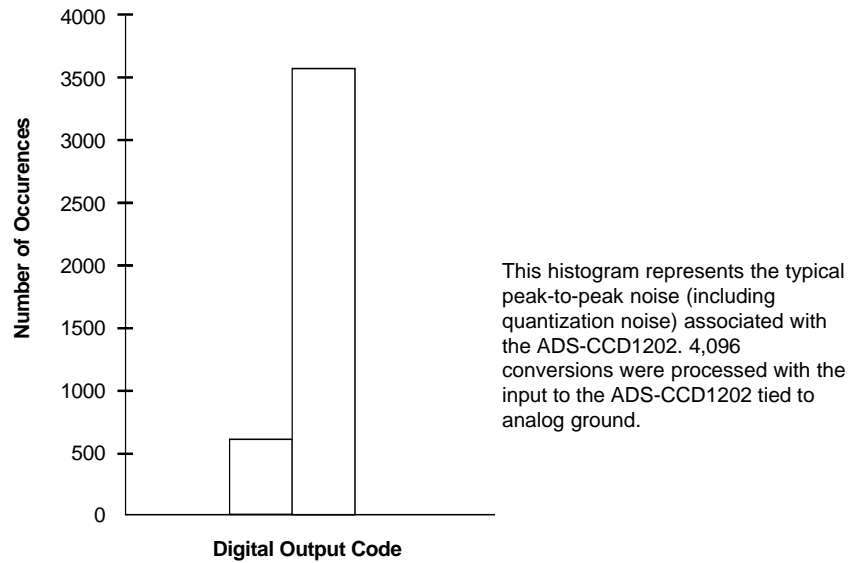 4000
3500
3000
2500
2000
1500
1000
500
0
Number of Occurences
Digital Output Code
This histogram represents the typical
peak-to-peak noise (including
quantization noise) associated with
the ADS-CCD1202. 4,096
conversions were processed with the
input to the ADS-CCD1202 tied to
analog ground.